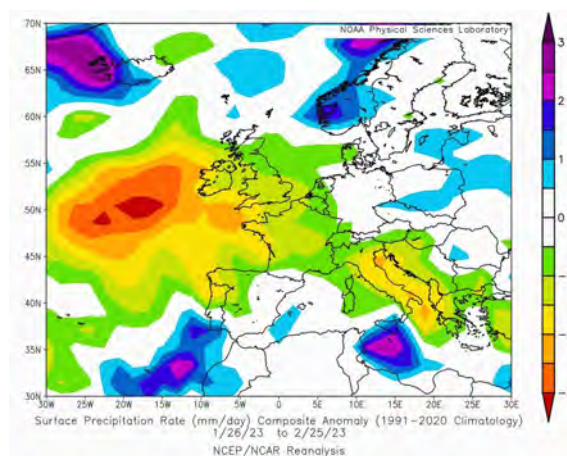 NOAA Physical Sciences Laboratory
70N
65N
60N
55N
50N
45N
40N
35N
30N
30W 25W 20W 15W 10W 5W 0 5E 10E 15E 20E 25E 30E
3
2
1
0
Surface Precipitation Rate (mm/day) Composite Anomaly (1991-2020 Climatology)
1/26/23 to 2/25/23
NCEP/NCAR Reanalysis